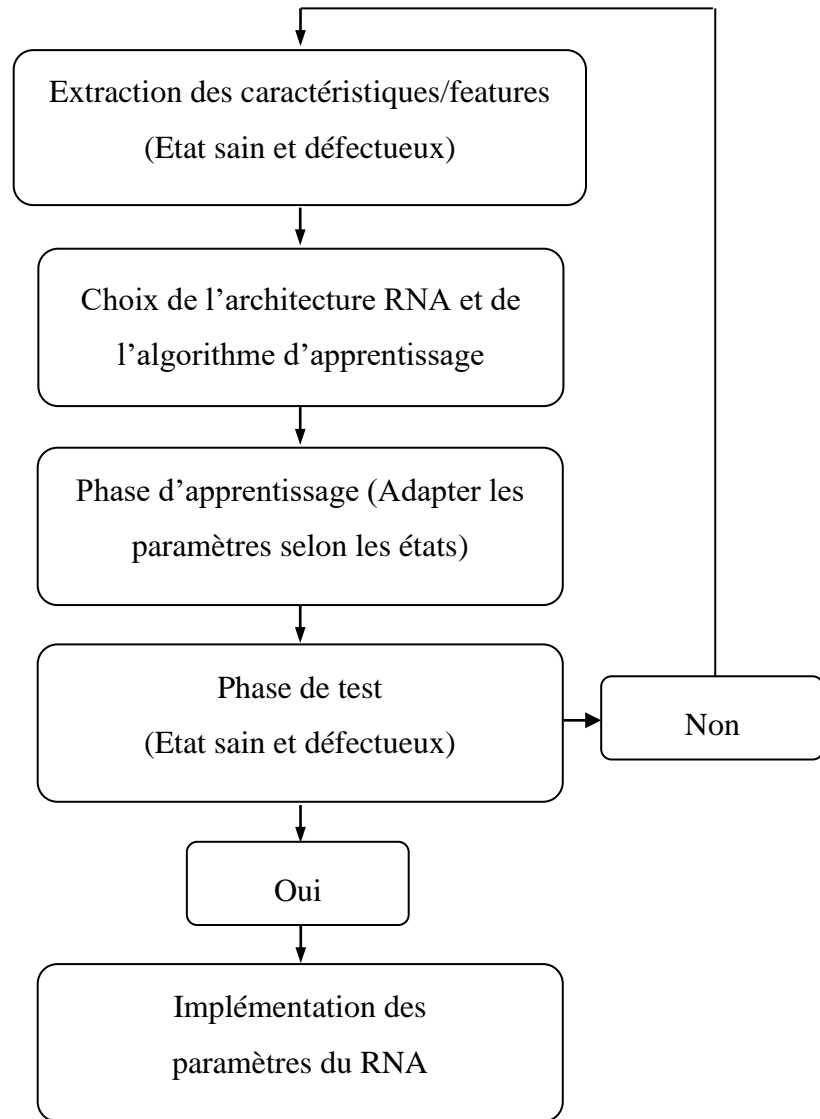 Extraction des caractéristiques/features
(Etat sain et défectueux)
Choix de l’architecture RNA et de
l’algorithme d’apprentissage
Phase d’apprentissage (Adapter les
paramètres selon les états)
Phase de test
(Etat sain et défectueux)
Non
Oui
Implémentation des
paramètres du RNA